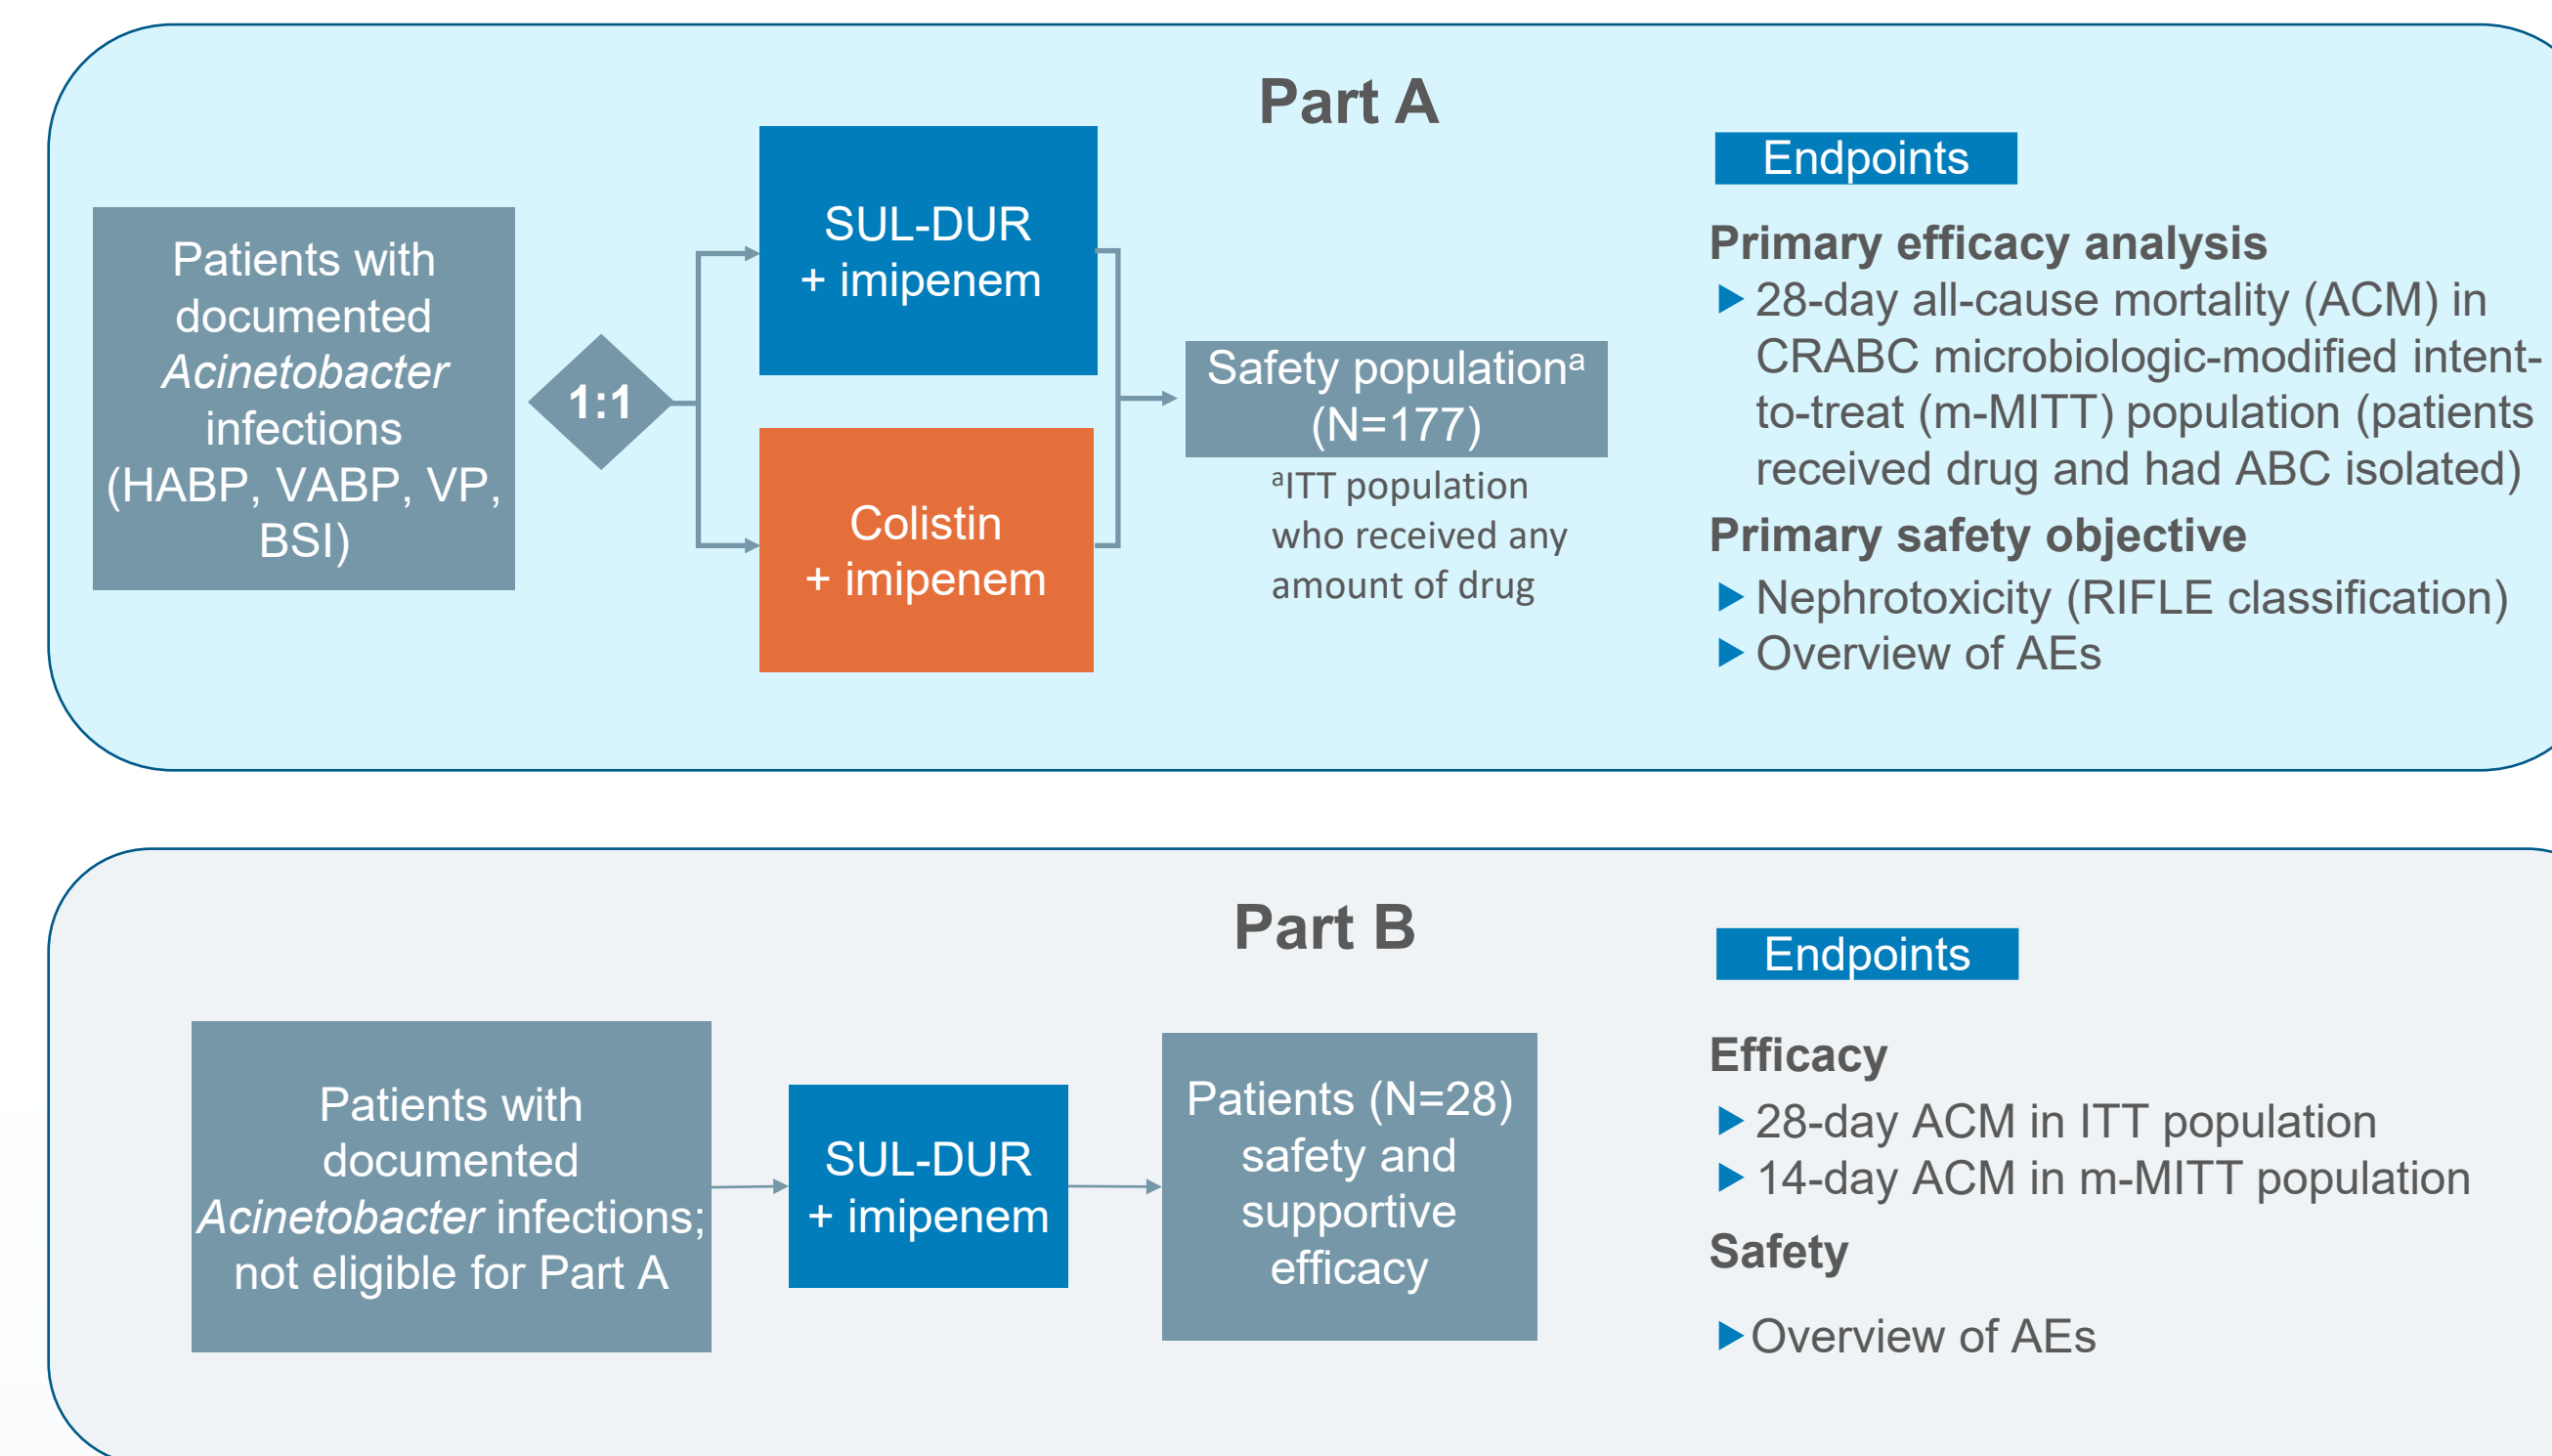 Part A
Patients with
documented
Acinetobacter
infections
(HABP, VABP, VP,
BSI)
1:1
SUL-DUR
+ imipenem
Colistin
+ imipenem
Safety populationᵃ
(N=177)
ᵃITT population
who received any
amount of drug
Endpoints
Primary efficacy analysis
28-day all-cause mortality (ACM) in
CRABC microbiologic-modified intent-
to-treat (m-MITT) population (patients
received drug and had ABC isolated)
Primary safety objective
Nephrotoxicity (RIFLE classification)
Overview of AEs
Part B
Patients with
documented
Acinetobacter infections;
not eligible for Part A
SUL-DUR
+ imipenem
Patients (N=28)
safety and
supportive
efficacy
Endpoints
Efficacy
28-day ACM in ITT population
14-day ACM in m-MITT population
Safety
Overview of AEs